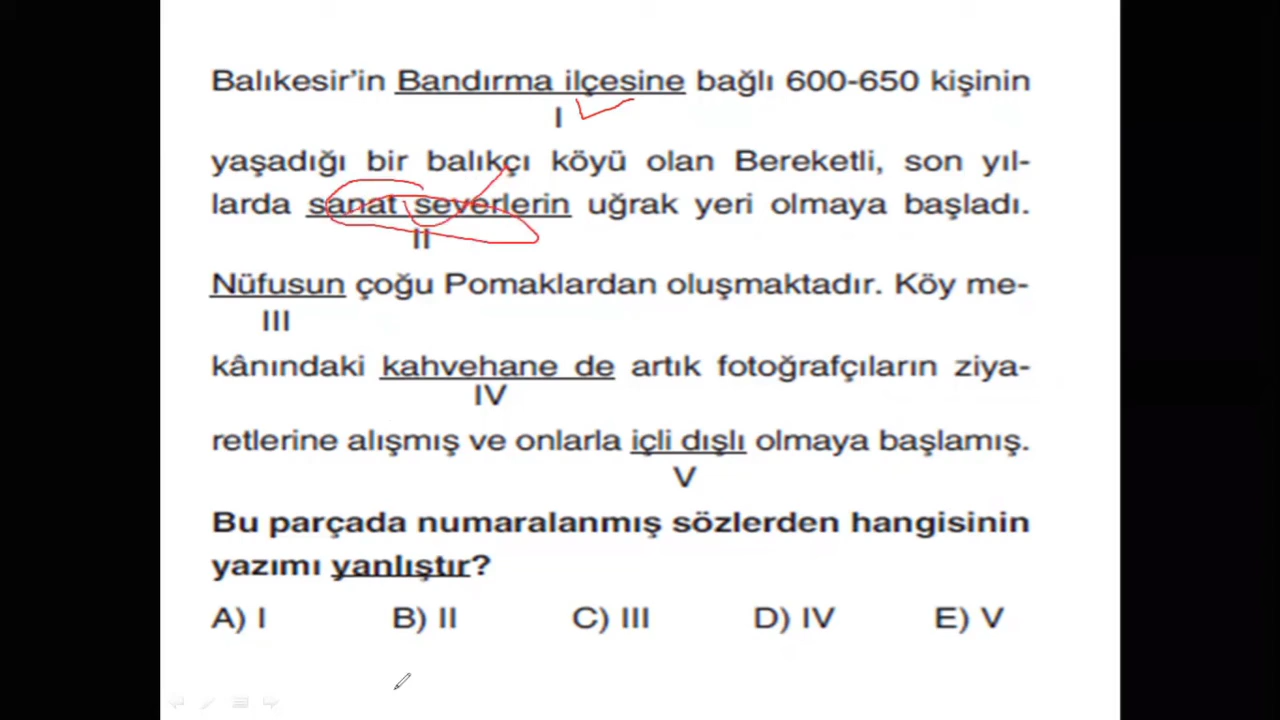 Balıkesir’in Bandırma ilçesine bağlı 600-650 kişinin
I
yaşadığı bir balıkçı köyü olan Bereketli, son yıl-
larda sanat severlerin uğrak yeri olmaya başladı.
II
Nüfusun çoğu Pomaklardan oluşmaktadır. Köy me-
III
kânındaki kahvehane de artık fotoğrafçıların ziya-
IV
retlerine alışmış ve onlarla içli dışlı olmaya başlamış.
V
Bu parçada numaralanmış sözlerden hangisinin
yazımı yanlıştır?
A) I B) II C) III D) IV E) V